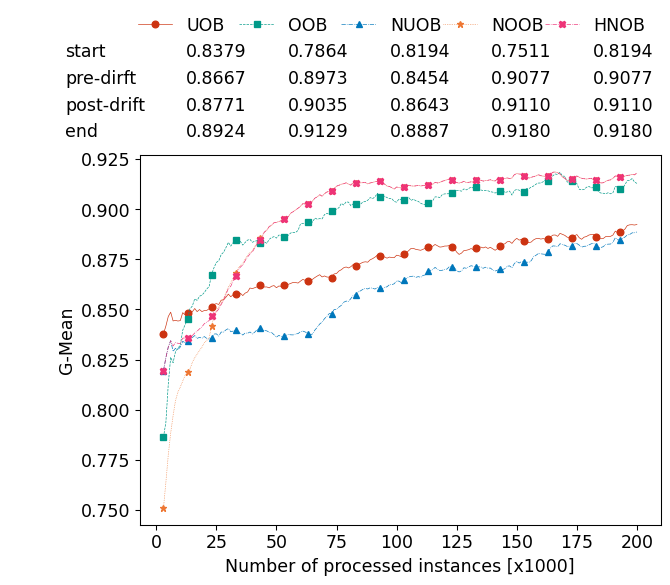 UOB OOB NUOB NOOB HNOB
start 0.8379 0.7864 0.8194 0.7511 0.8194
pre-dirft 0.8667 0.8973 0.8454 0.9077 0.9077
post-drift 0.8771 0.9035 0.8643 0.9110 0.9110
end 0.8924 0.9129 0.8887 0.9180 0.9180
0.925
0.900
0.875
0.850
0.825
0.800
0.775
0.750
G-Mean
0 25 50 75 100 125 150 175 200
Number of processed instances [x1000]